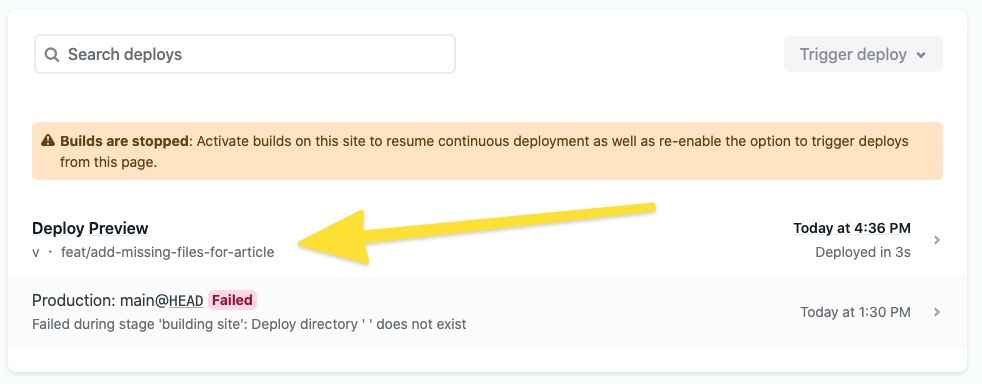 Search deploys
Trigger deploy
Builds are stopped: Activate builds on this site to resume continuous deployment as well as re-enable the option to trigger deploys
from this page.
Deploy Preview
Today at 4:36 PM
v · feat/add-missing-files-for-article
Deployed in 3s
Production: main@HEAD Failed
Failed during stage 'building site': Deploy directory ' ' does not exist
Today at 1:30 PM